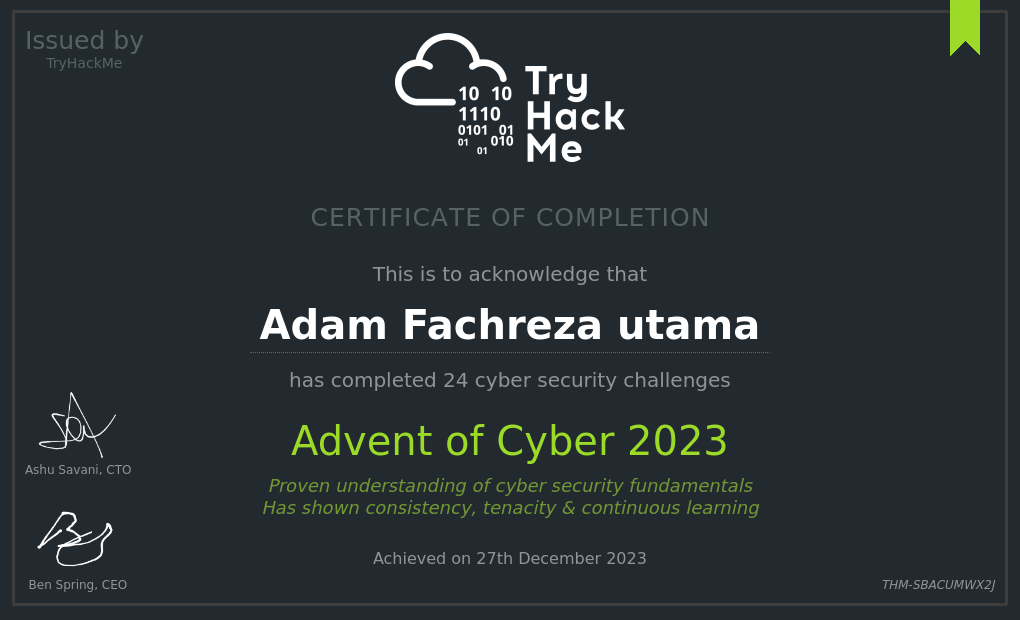 Issued by
TryHackMe
10 10
1110
0101 01
01 010
01
Try
Hack
Me
CERTIFICATE OF COMPLETION
This is to acknowledge that
Adam Fachreza utama
has completed 24 cyber security challenges
Advent of Cyber 2023
Proven understanding of cyber security fundamentals
Has shown consistency, tenacity & continuous learning
Achieved on 27th December 2023
Ashu Savani, CTO
Ben Spring, CEO
THM-SBACUMWX2J